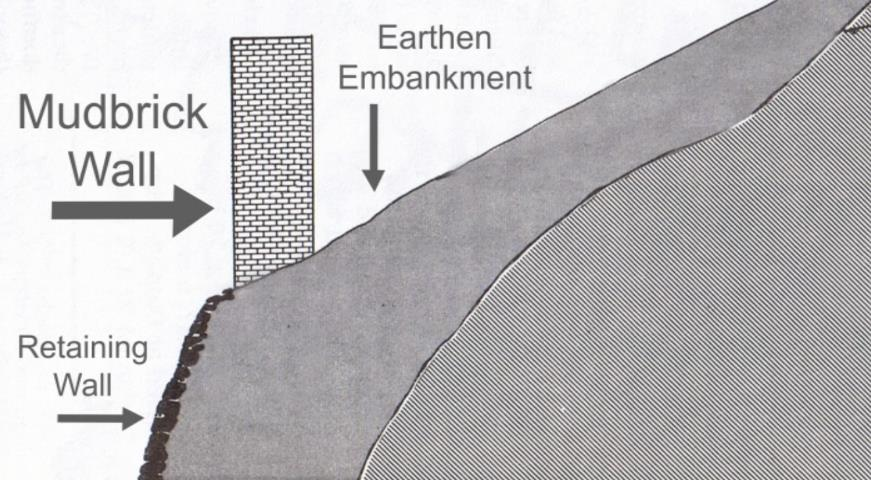 Earthen
Embankment
Mudbrick
Wall
Retaining
Wall